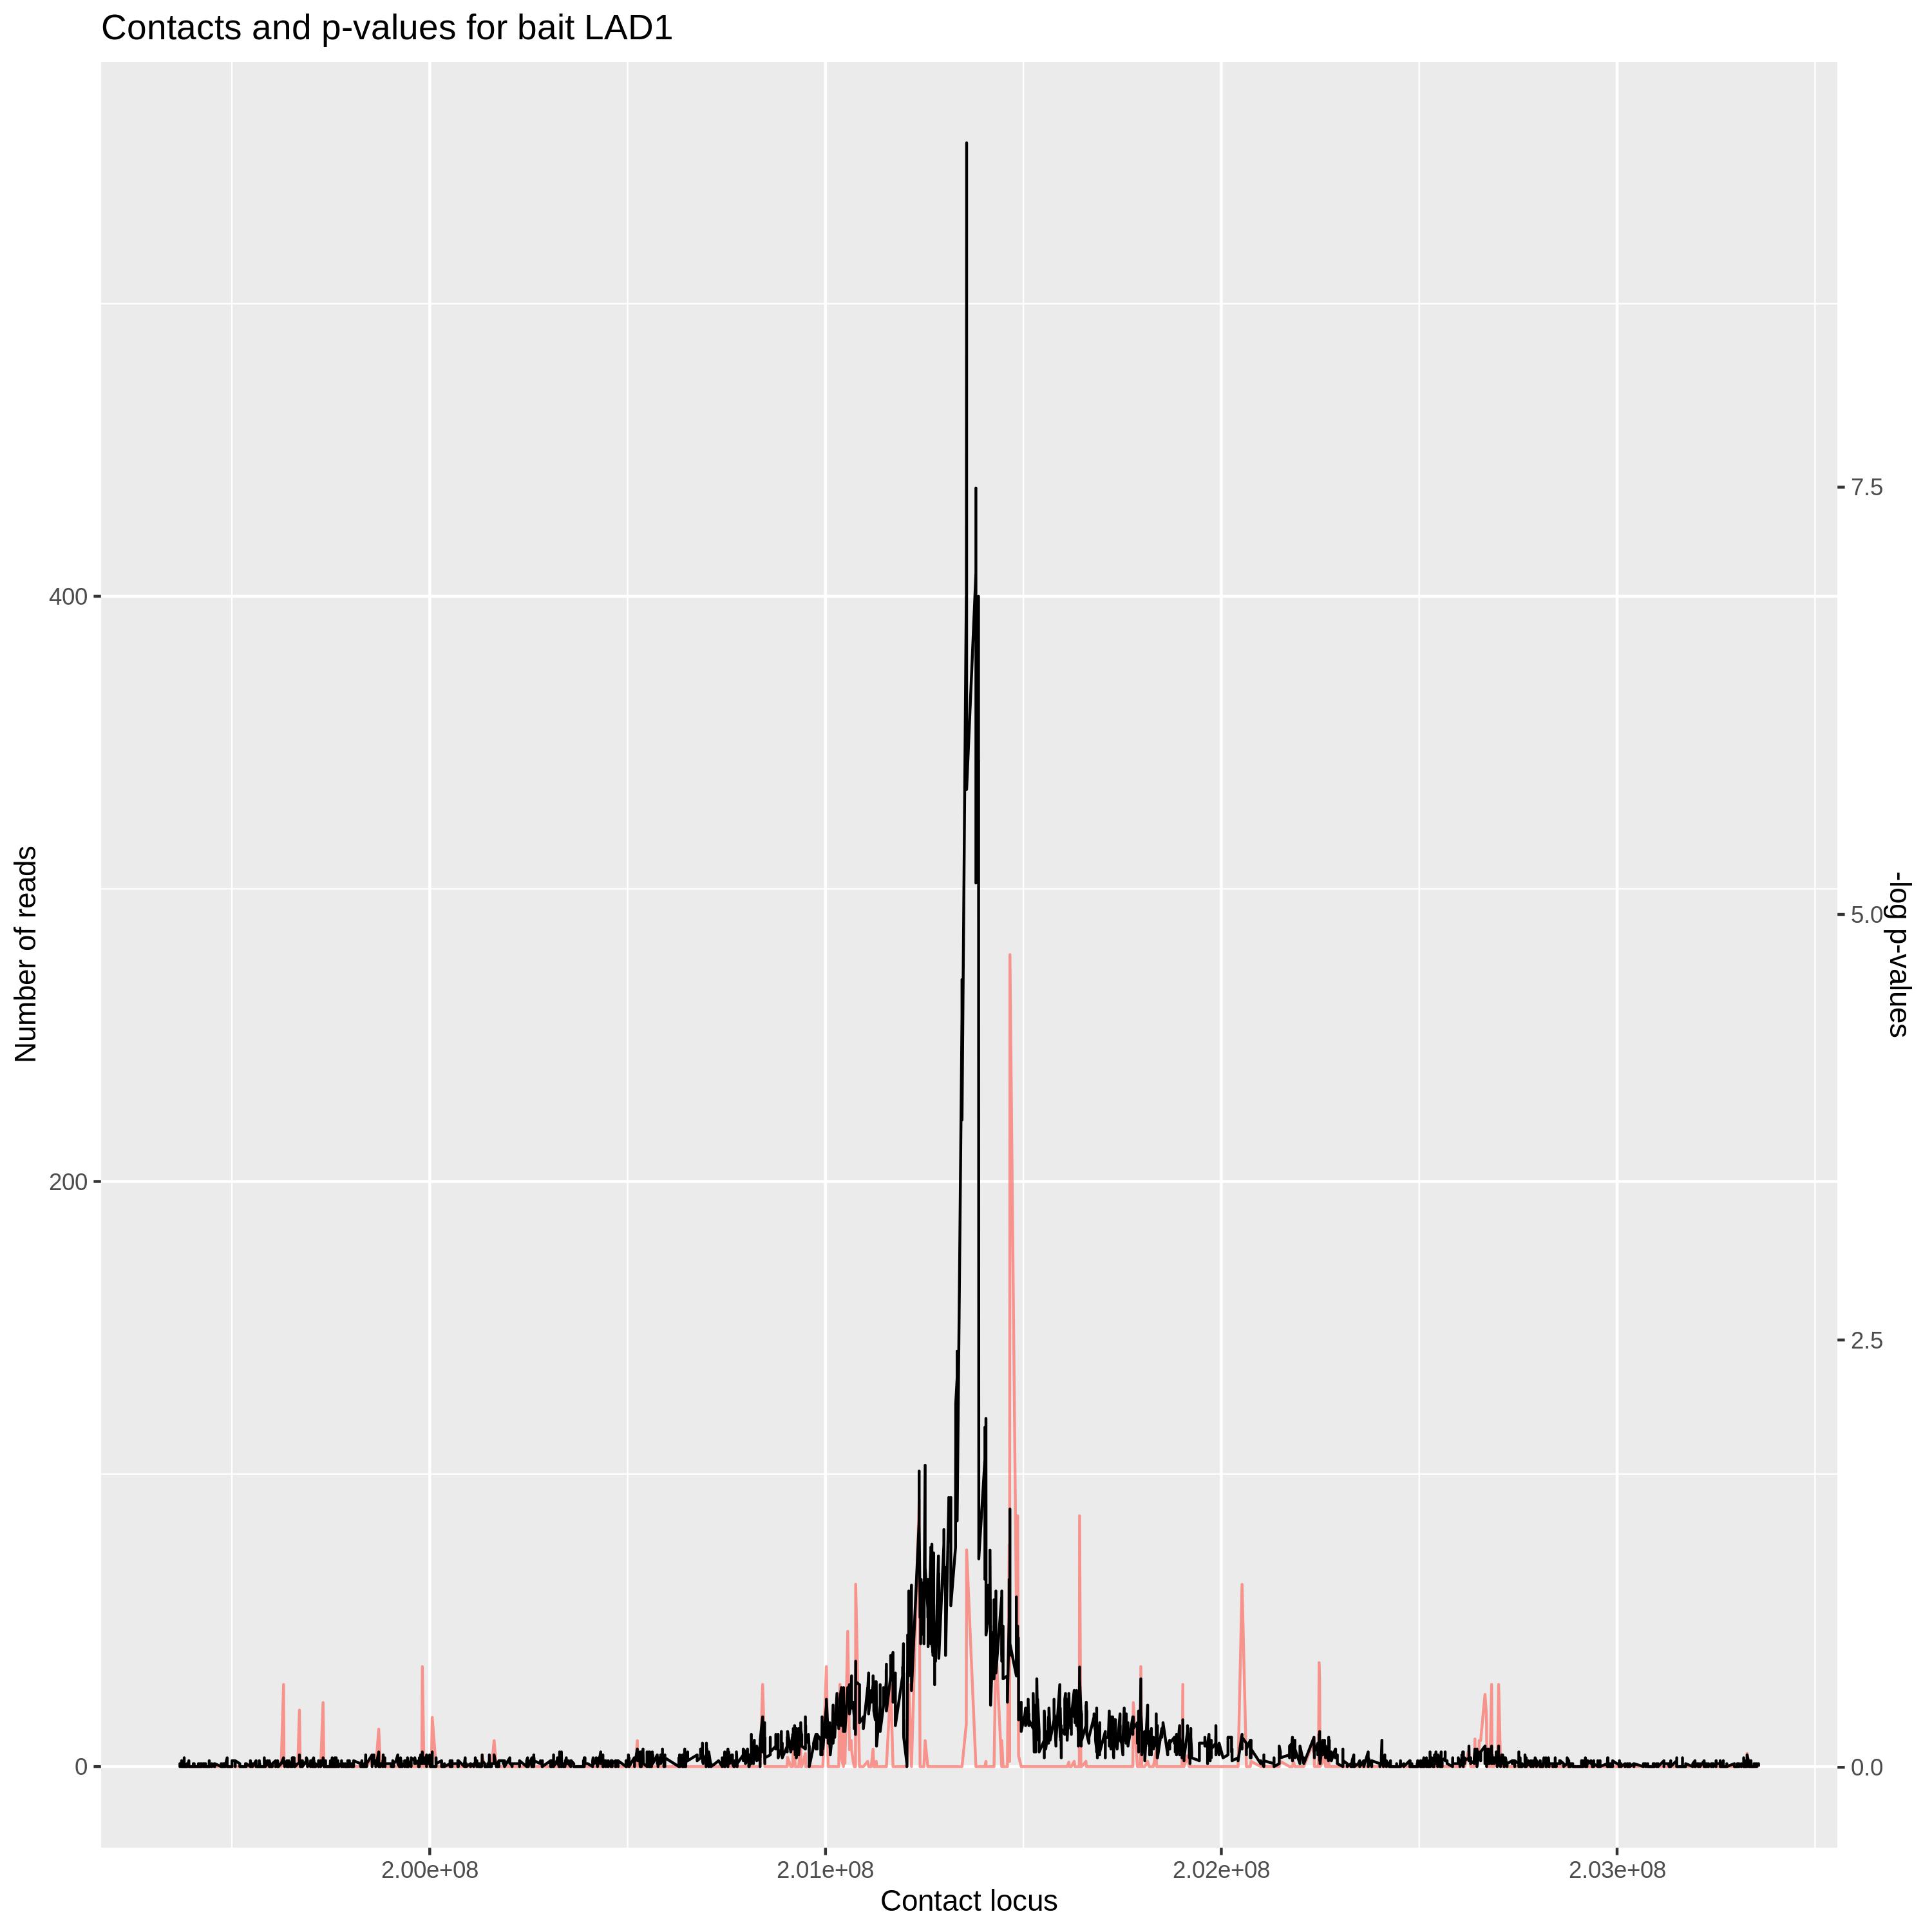 Contacts and p-values for bait LAD1
Number of reads
400
200
0
7.5
5.0
2.5
0.0
-log p-values
2.00e+08 2.01e+08 2.02e+08 2.03e+08
Contact locus